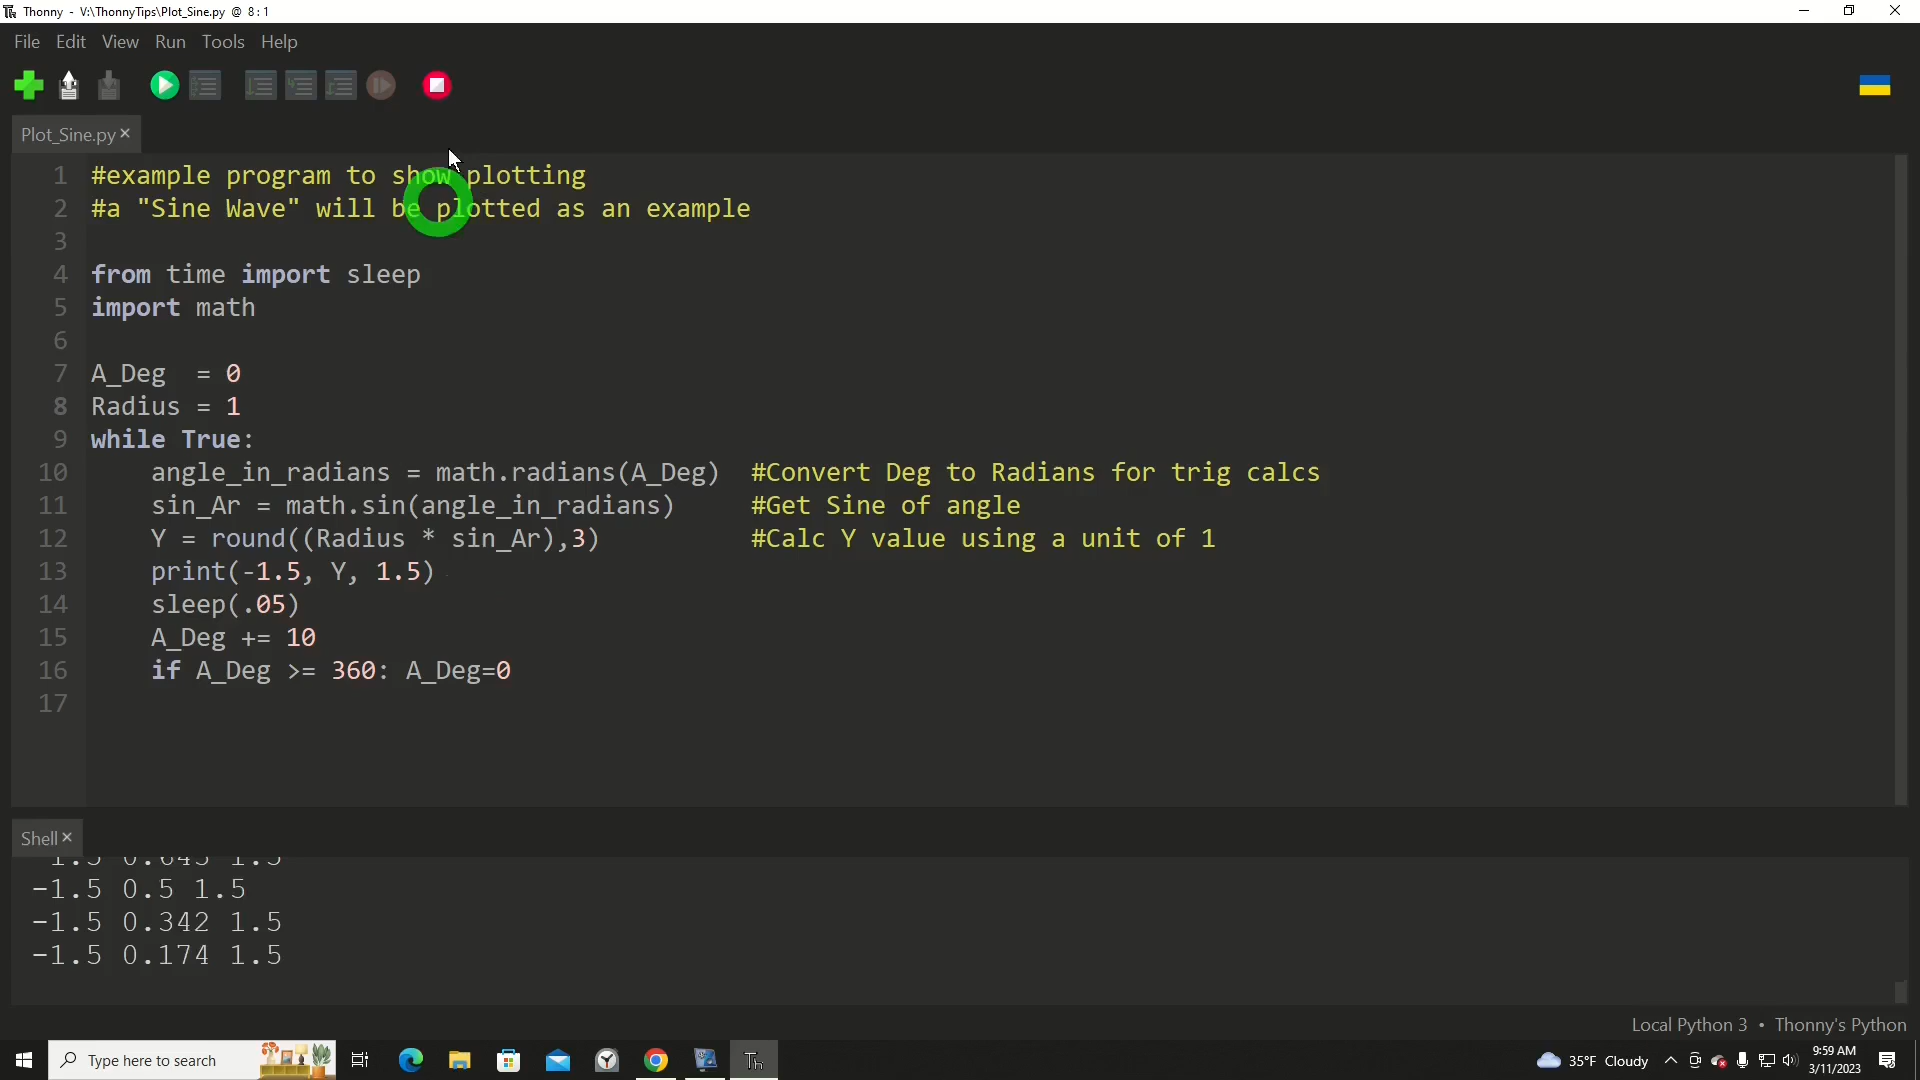 Thonny - V:\ThonnyTips\Plot_Sine.py @ 8:1
File Edit View Run Tools Help
Plot_Sine.py ×
1 #example program to show plotting
2 #a "Sine Wave" will be plotted as an example
3
4 from time import sleep
5 import math
6
7 A_Deg  = 0
8 Radius = 1
9 while True:
10     angle_in_radians = math.radians(A_Deg)  #Convert Deg to Radians for trig calcs
11     sin_Ar = math.sin(angle_in_radians)     #Get Sine of angle
12     Y = round((Radius * sin_Ar),3)          #Calc Y value using a unit of 1
13     print(-1.5, Y, 1.5)
14     sleep(.05)
15     A_Deg += 10
16     if A_Deg >= 360: A_Deg=0
17
Shell ×
-1.5 0.643 1.5
-1.5 0.5 1.5
-1.5 0.342 1.5
-1.5 0.174 1.5
Local Python 3 • Thonny's Python
Type here to search
Th
35°F Cloudy
9:59 AM
3/11/2023